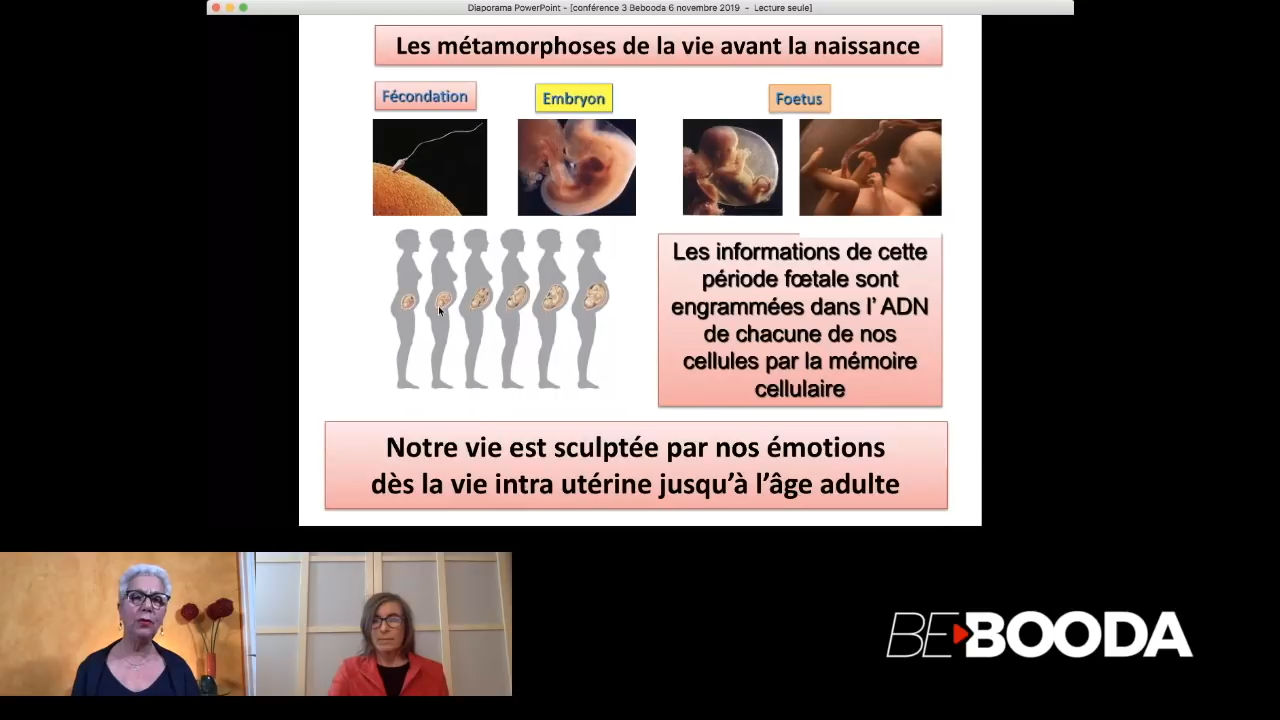 Diaporama PowerPoint - [conférence 3 Bebooda 6 novembre 2019 - Lecture seule]
Les métamorphoses de la vie avant la naissance
Fécondation
Embryon
Foetus
Les informations de cette
période fœtale sont
engrammées dans l’ ADN
de chacune de nos
cellules par la mémoire
cellulaire
Notre vie est sculptée par nos émotions
dès la vie intra utérine jusqu’à l’âge adulte
BEBOODA